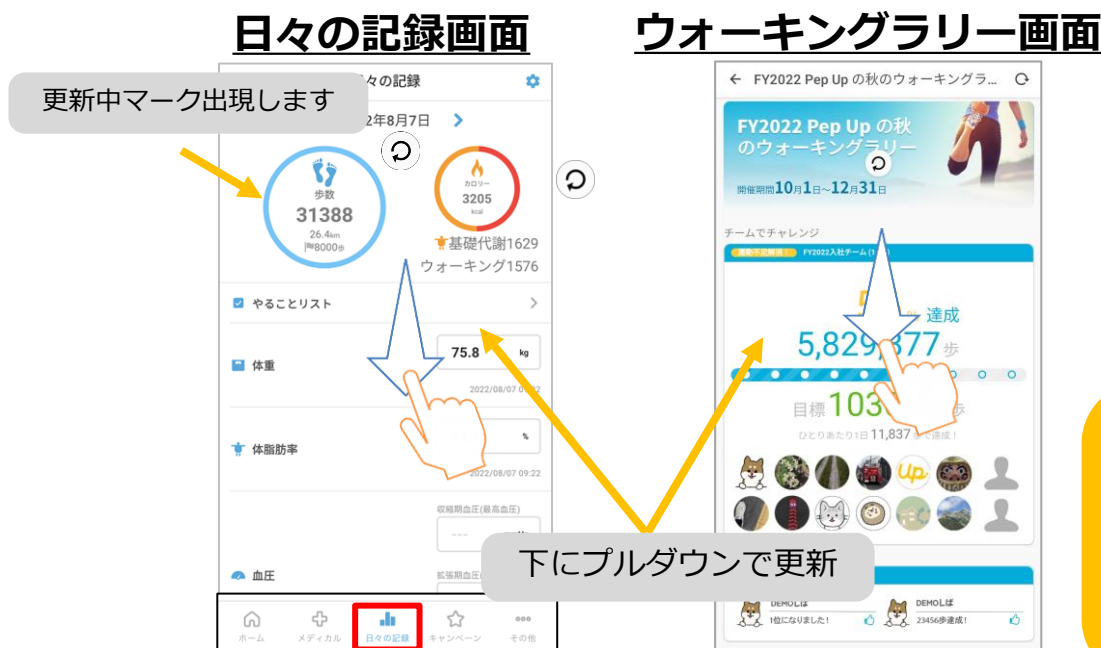 日々の記録画面
更新中マーク出現します
々の記録
2年8月7日
歩数
31388
26.4km
8000歩
カロリー
3205
kcal
基礎代謝1629
ウォーキング1576
やることリスト
体重
75.8 kg
2022/08/07 0 22
体脂肪率
%
2022/08/07 09:22
収縮期血圧(最高血圧)
---
血圧
拡張期血圧
ホーム
メディカル
日々の記録
キャンペーン
その他
下にプルダウンで更新
ウォーキングラリー画面
FY2022 Pep Up の秋のウォーキングラ...
FY2022 Pep Up の秋
のウォーキングラリー
開催期間10月1日~12月31日
チームでチャレンジ
FY2022入社チーム
% 達成
5,829,377歩
目標 103 歩
ひとりあたり1日 11,837 で達成!
up
DEMOしば
1位になりました!
DEMOしば
23456歩達成!